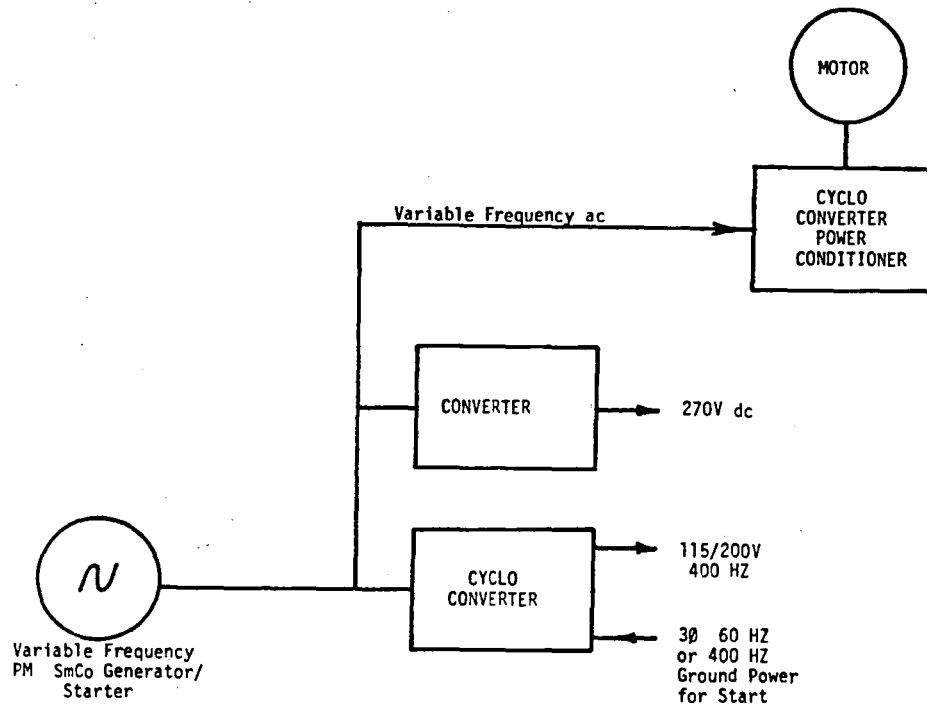 MOTOR
CYCLO
CONVERTER
POWER
CONDITIONER
Variable Frequency ac
CONVERTER
270V dc
CYCLO
CONVERTER
115/200V
400 HZ
3ø 60 HZ
or 400 HZ
Ground Power
for Start
Variable Frequency
PM SmCo Generator/
Starter